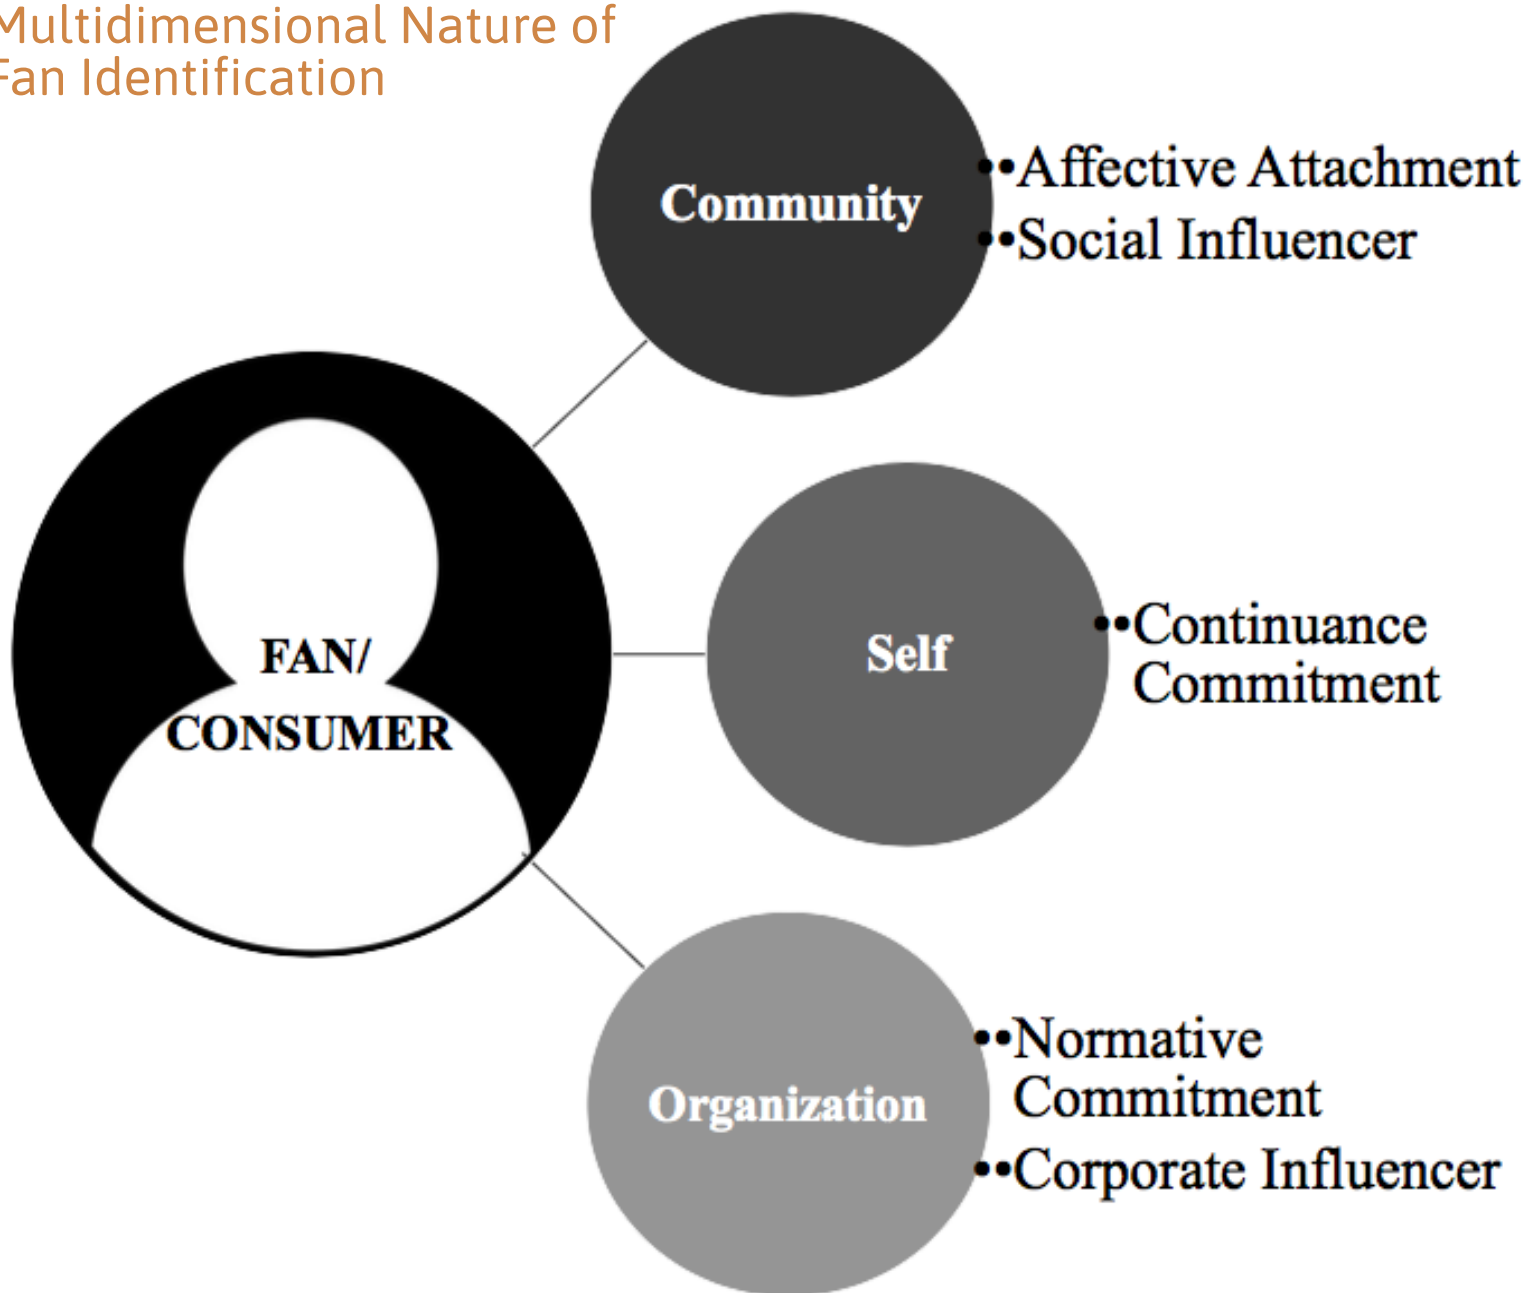 Multidimensional Nature of
Fan Identification
Community
••Affective Attachment
••Social Influencer
FAN/
CONSUMER
Self
••Continuance
Commitment
Organization
••Normative
Commitment
••Corporate Influencer